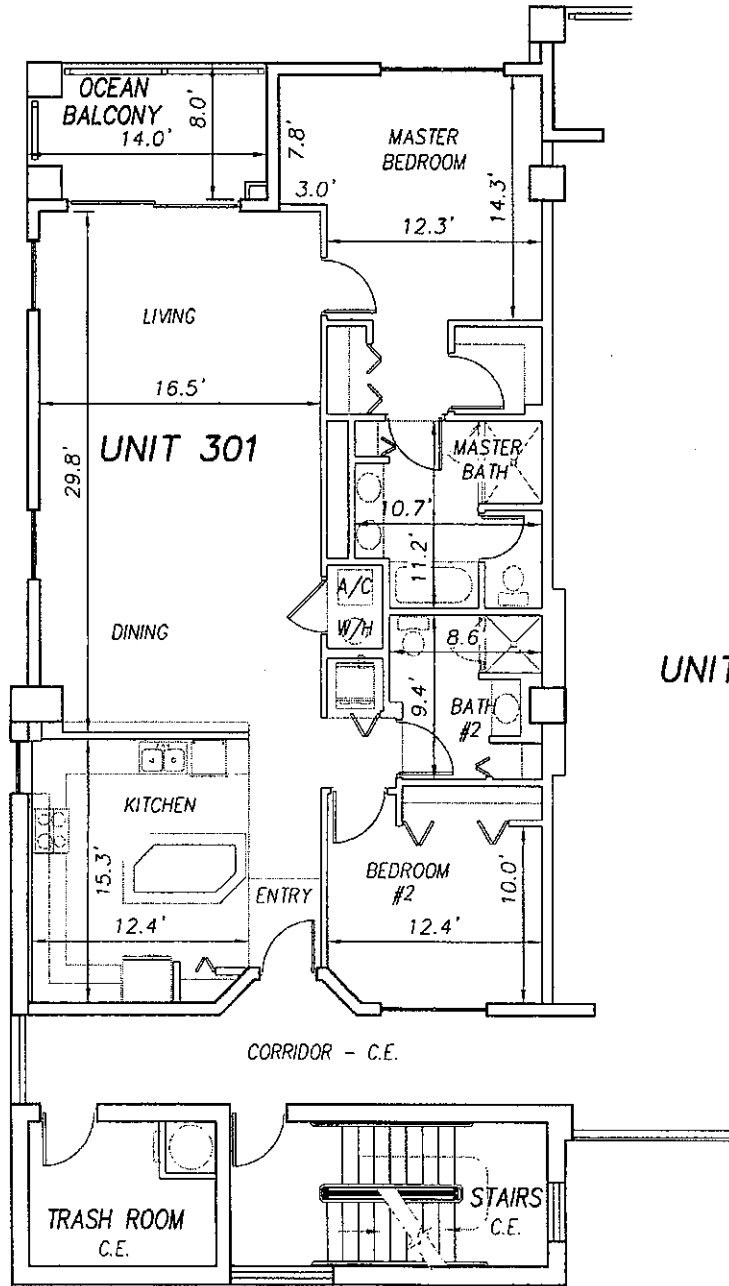 OCEAN
BALCONY
14.0'
8.0'
7.8'
3.0'
MASTER
BEDROOM
12.3'
14.3'
LIVING
16.5'
UNIT 301
29.8'
MASTER
BATH
10.7'
11.2'
A/C
W/H
DINING
8.6'
9.4'
BATH
#2
UNIT
KITCHEN
15.3'
12.4'
ENTRY
BEDROOM
#2
12.4'
10.0'
CORRIDOR - C.E.
TRASH ROOM
C.E.
STAIRS
C.E.